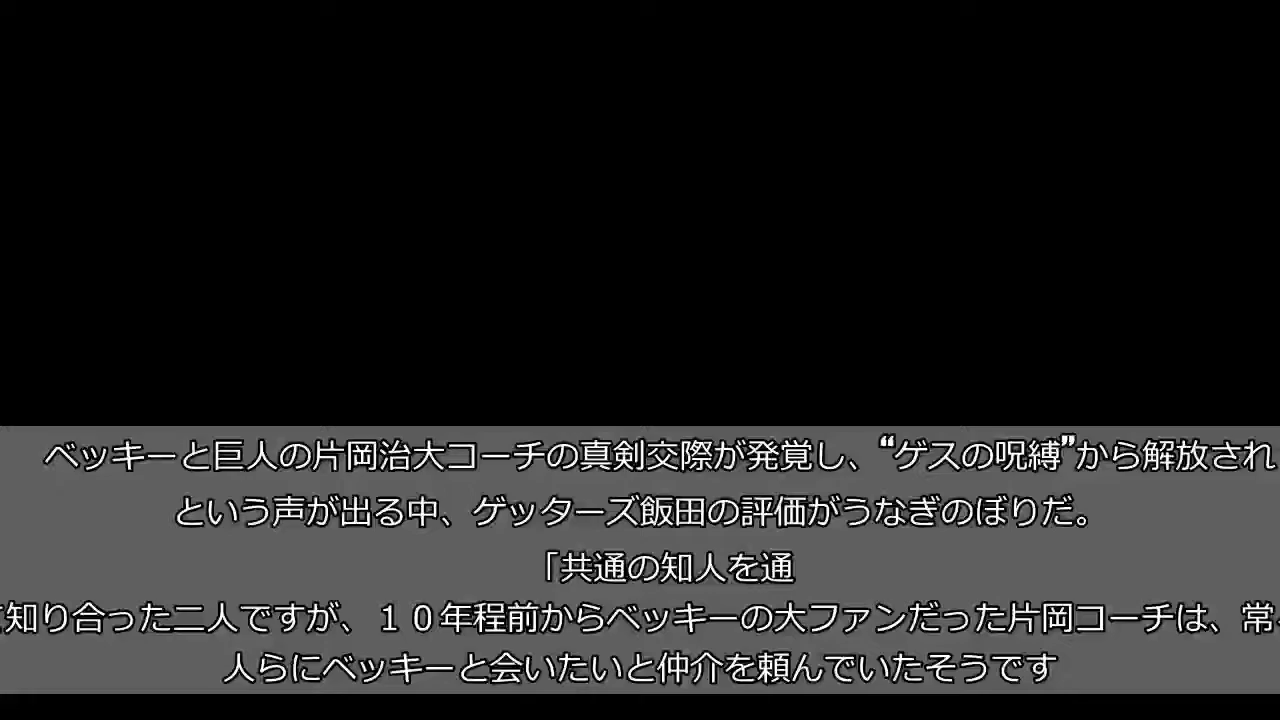 ベッキーと巨人の片岡治大コーチの真剣交際が発覚し、“ゲスの呪縛”から解放され
という声が出る中、ゲッターズ飯田の評価がうなぎのぼりだ。
「共通の知人を通
知り合った二人ですが、１０年程前からベッキーの大ファンだった片岡コーチは、常
人らにベッキーと会いたいと仲介を頼んでいたそうです